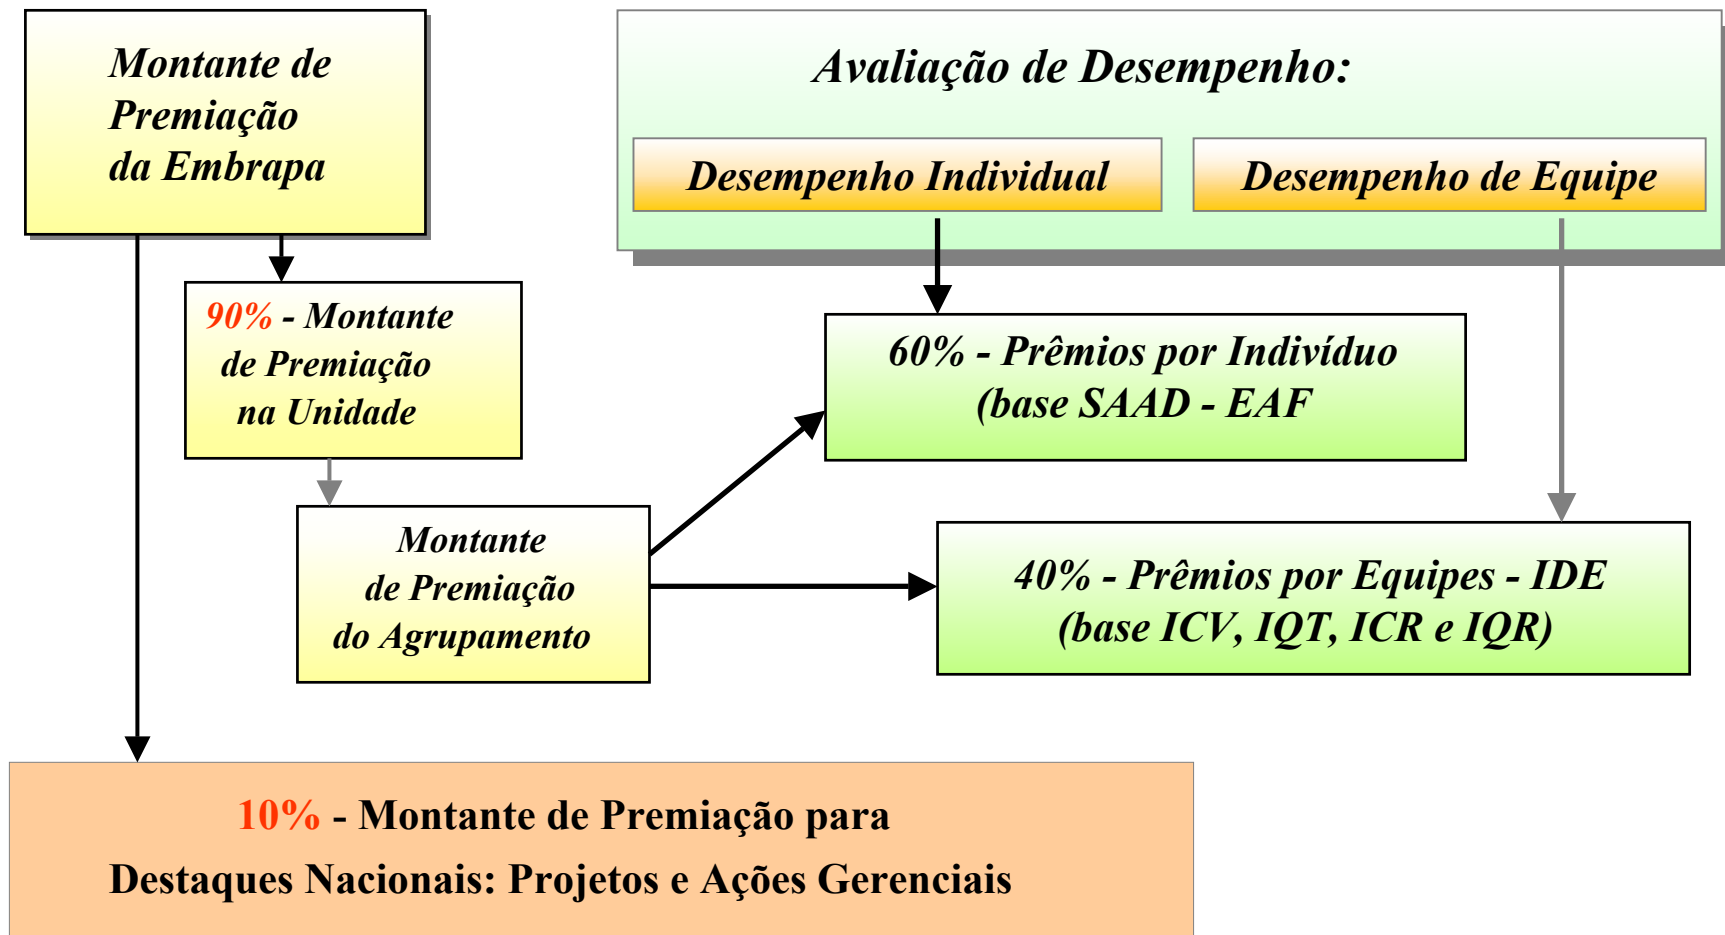 Montante de
Premiação
da Embrapa
Avaliação de Desempenho:
Desempenho Individual
Desempenho de Equipe
90% - Montante
de Premiação
na Unidade
60% - Prêmios por Indivíduo
(base SAAD - EAF
Montante
de Premiação
do Agrupamento
40% - Prêmios por Equipes - IDE
(base ICV, IQT, ICR e IQR)
10% - Montante de Premiação para
Destaques Nacionais: Projetos e Ações Gerenciais